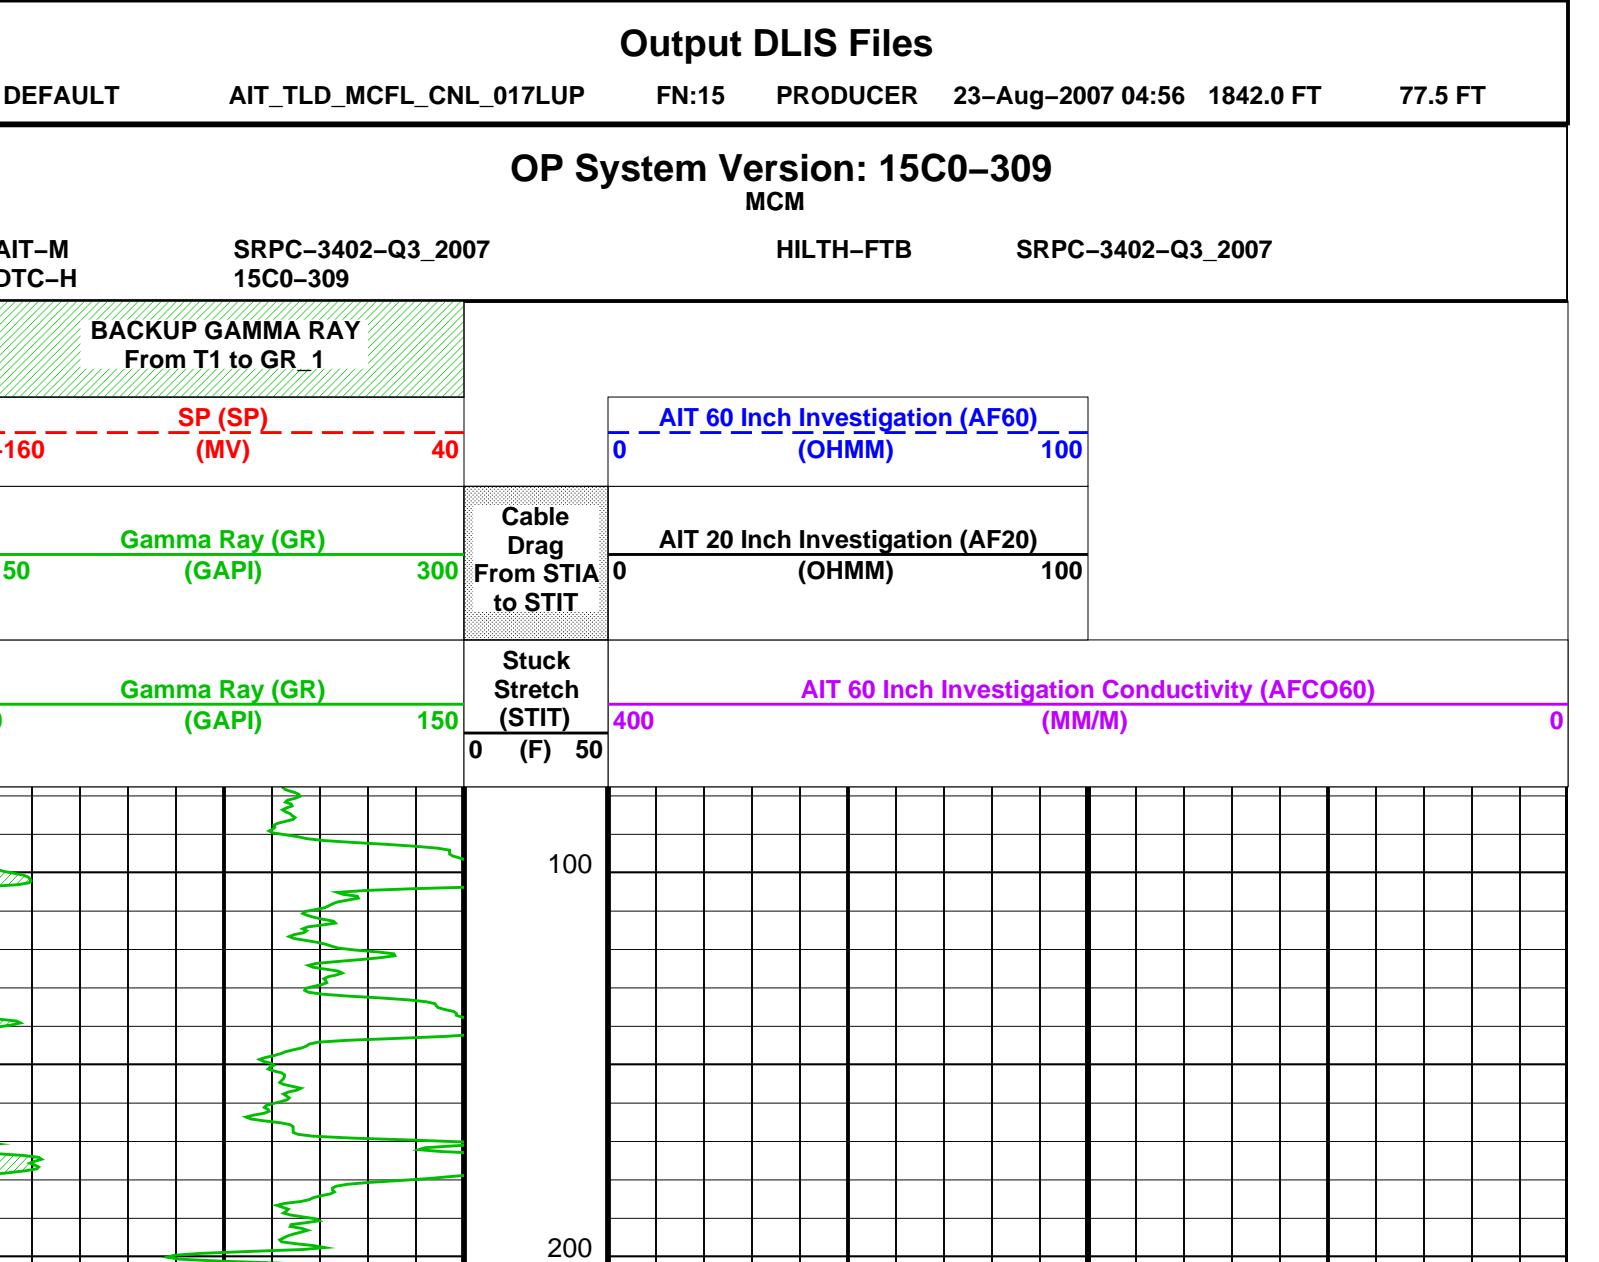 Output DLIS Files
DEFAULT AIT_TLD_MCFL_CNL_017LUP FN:15 PRODUCER 23–Aug–2007 04:56 1842.0 FT 77.5 FT
OP System Version: 15C0–309
MCM
AIT–M SRPC–3402–Q3_2007 HILTH–FTB SRPC–3402–Q3_2007
DTC–H 15C0–309
BACKUP GAMMA RAY
From T1 to GR_1
SP (SP)
–160 (MV) 40
AIT 60 Inch Investigation (AF60)
0 (OHMM) 100
Gamma Ray (GR)
50 (GAPI) 300
Cable
Drag
From STIA
to STIT
AIT 20 Inch Investigation (AF20)
0 (OHMM) 100
Gamma Ray (GR)
0 (GAPI) 150
Stuck
Stretch
(STIT)
0 (F) 50
AIT 60 Inch Investigation Conductivity (AFCO60)
400 (MM/M) 0
100
200